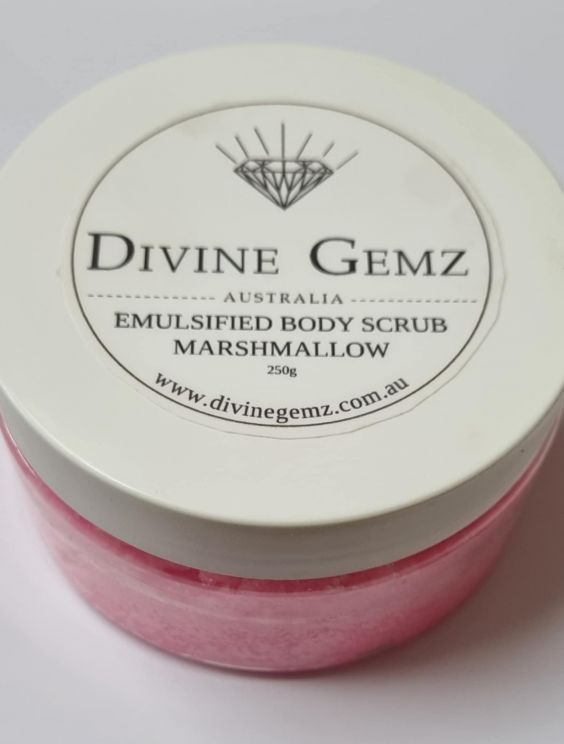 DIVINE GEMZ
AUSTRALIA
EMULSIFIED BODY SCRUB
MARSHMALLOW
250g
www.divinegemz.com.au